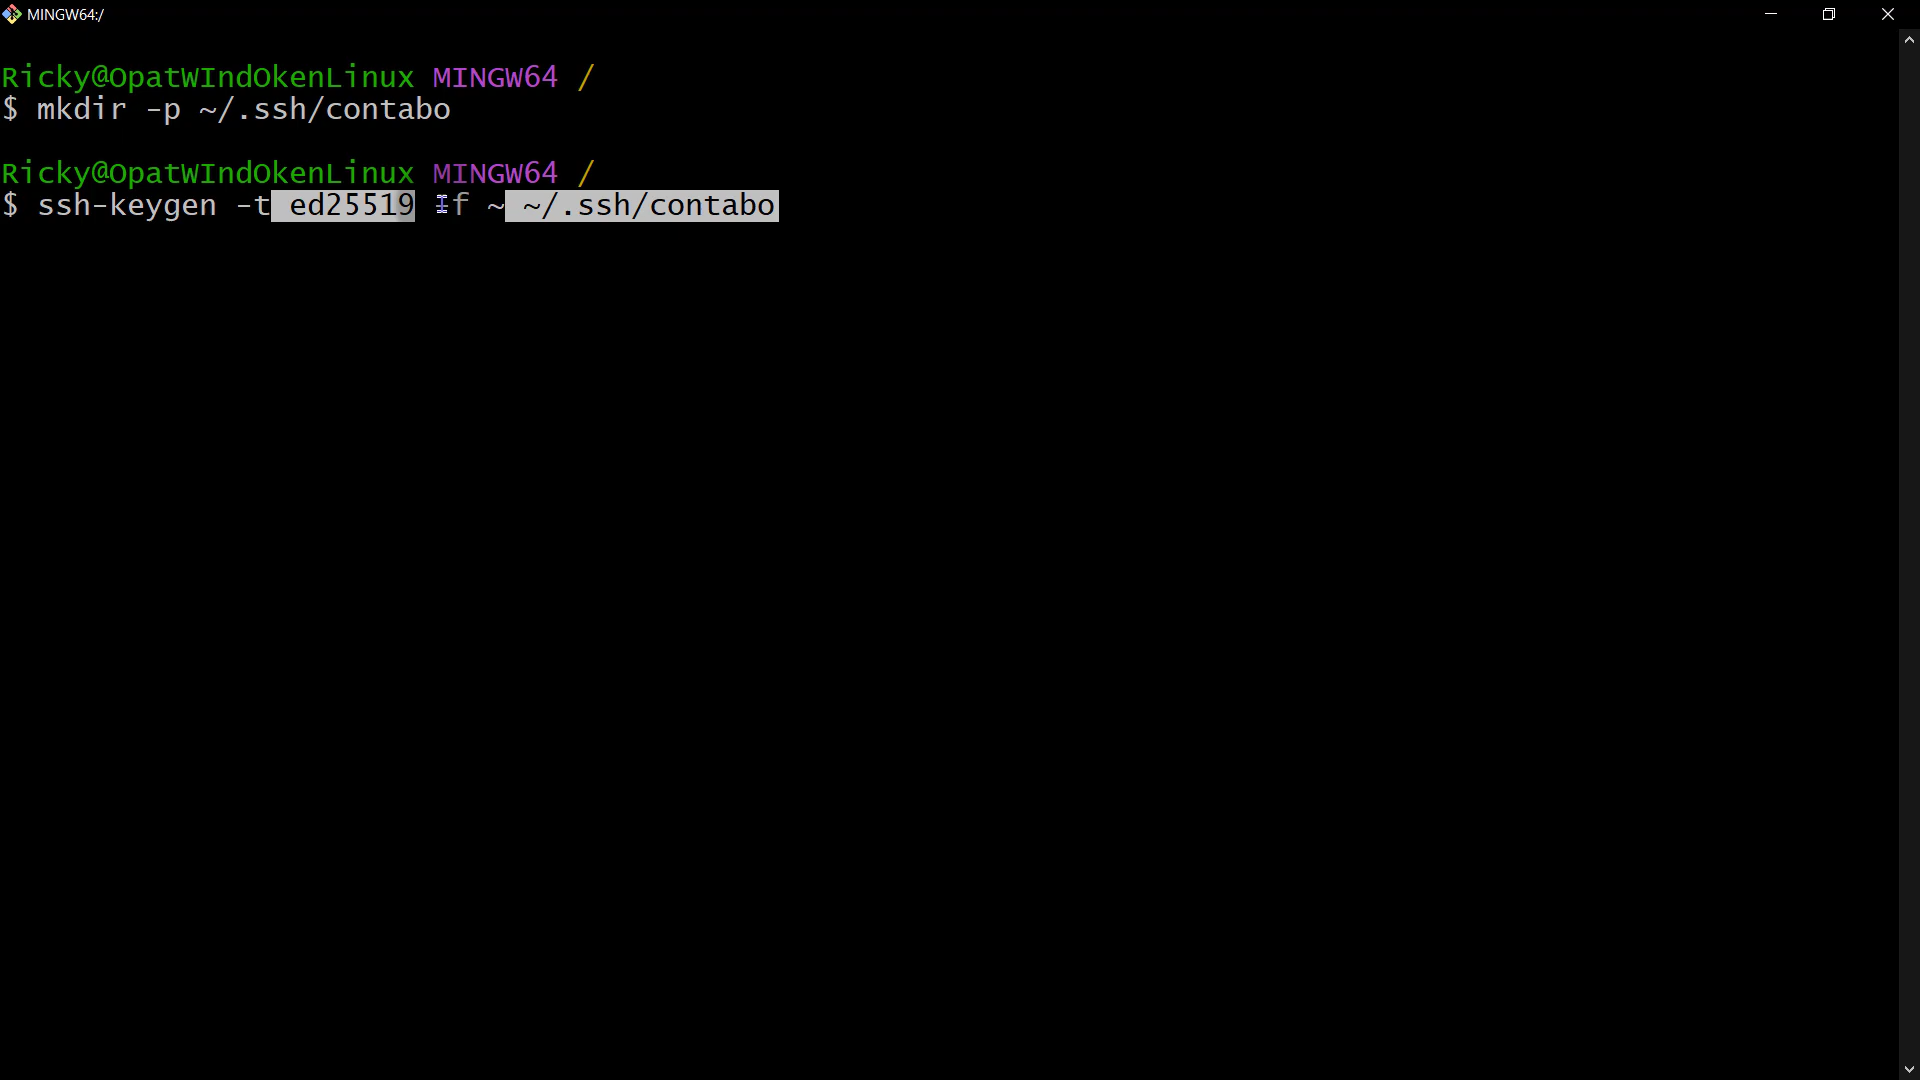 MINGW64:/
Ricky@OpatWIndOkenLinux MINGW64 /
$ mkdir -p ~/.ssh/contabo
Ricky@OpatWIndOkenLinux MINGW64 /
$ ssh-keygen -t ed25519 -f ~ ~/.ssh/contabo